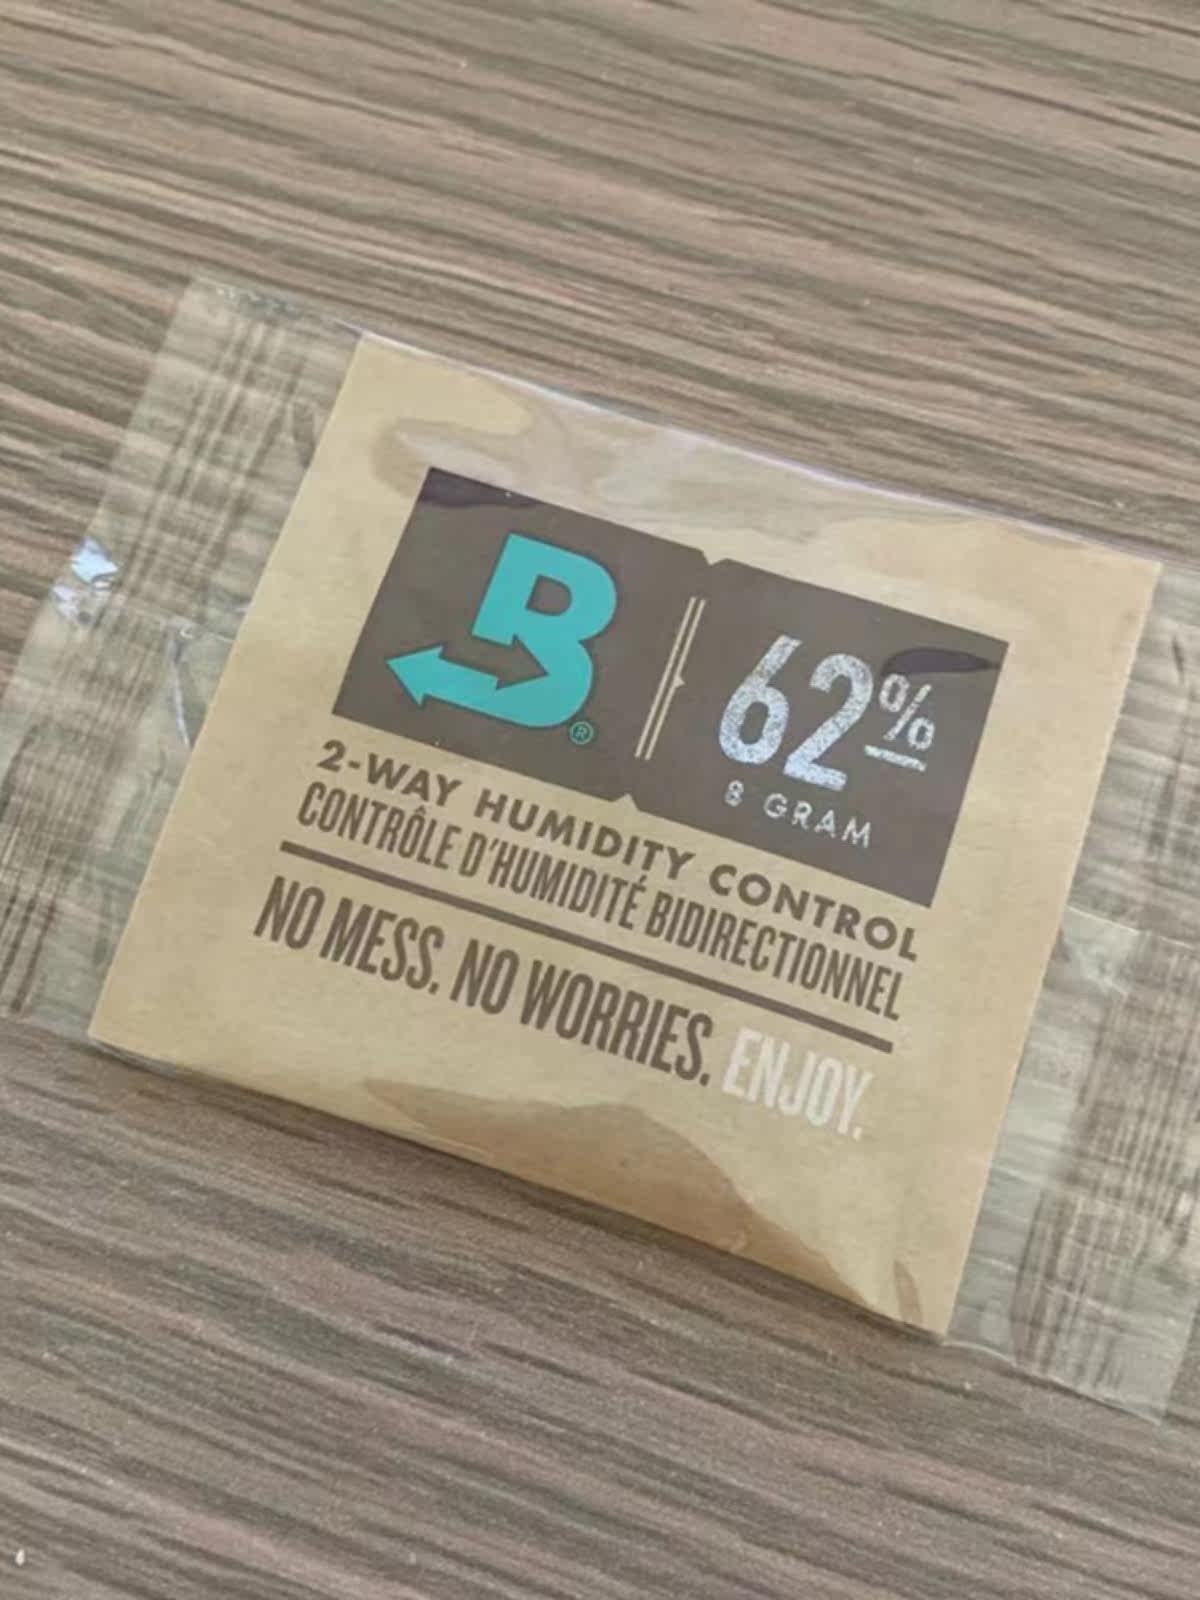 B®
62%
8 GRAM
2-WAY HUMIDITY CONTROL
CONTRÔLE D'HUMIDITÉ BIDIRECTIONNEL
NO MESS. NO WORRIES. ENJOY.